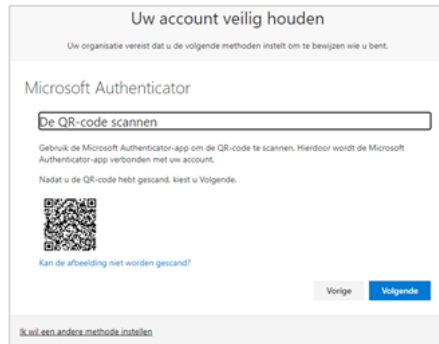 Uw account veilig houden
Uw organisatie vereist dat u de volgende methoden instelt om te bewijzen wie u bent.
Microsoft Authenticator
De QR-code scannen
Gebruik de Microsoft Authenticator-app om de QR-code te scannen. Hierdoor wordt de Microsoft
Authenticator-app verbonden met uw account.
Nadat u de QR-code hebt gescand, kiest u Volgende.
Kan de afbeelding niet worden gescand?
Vorige
Volgende
Ik wil een andere methode instellen